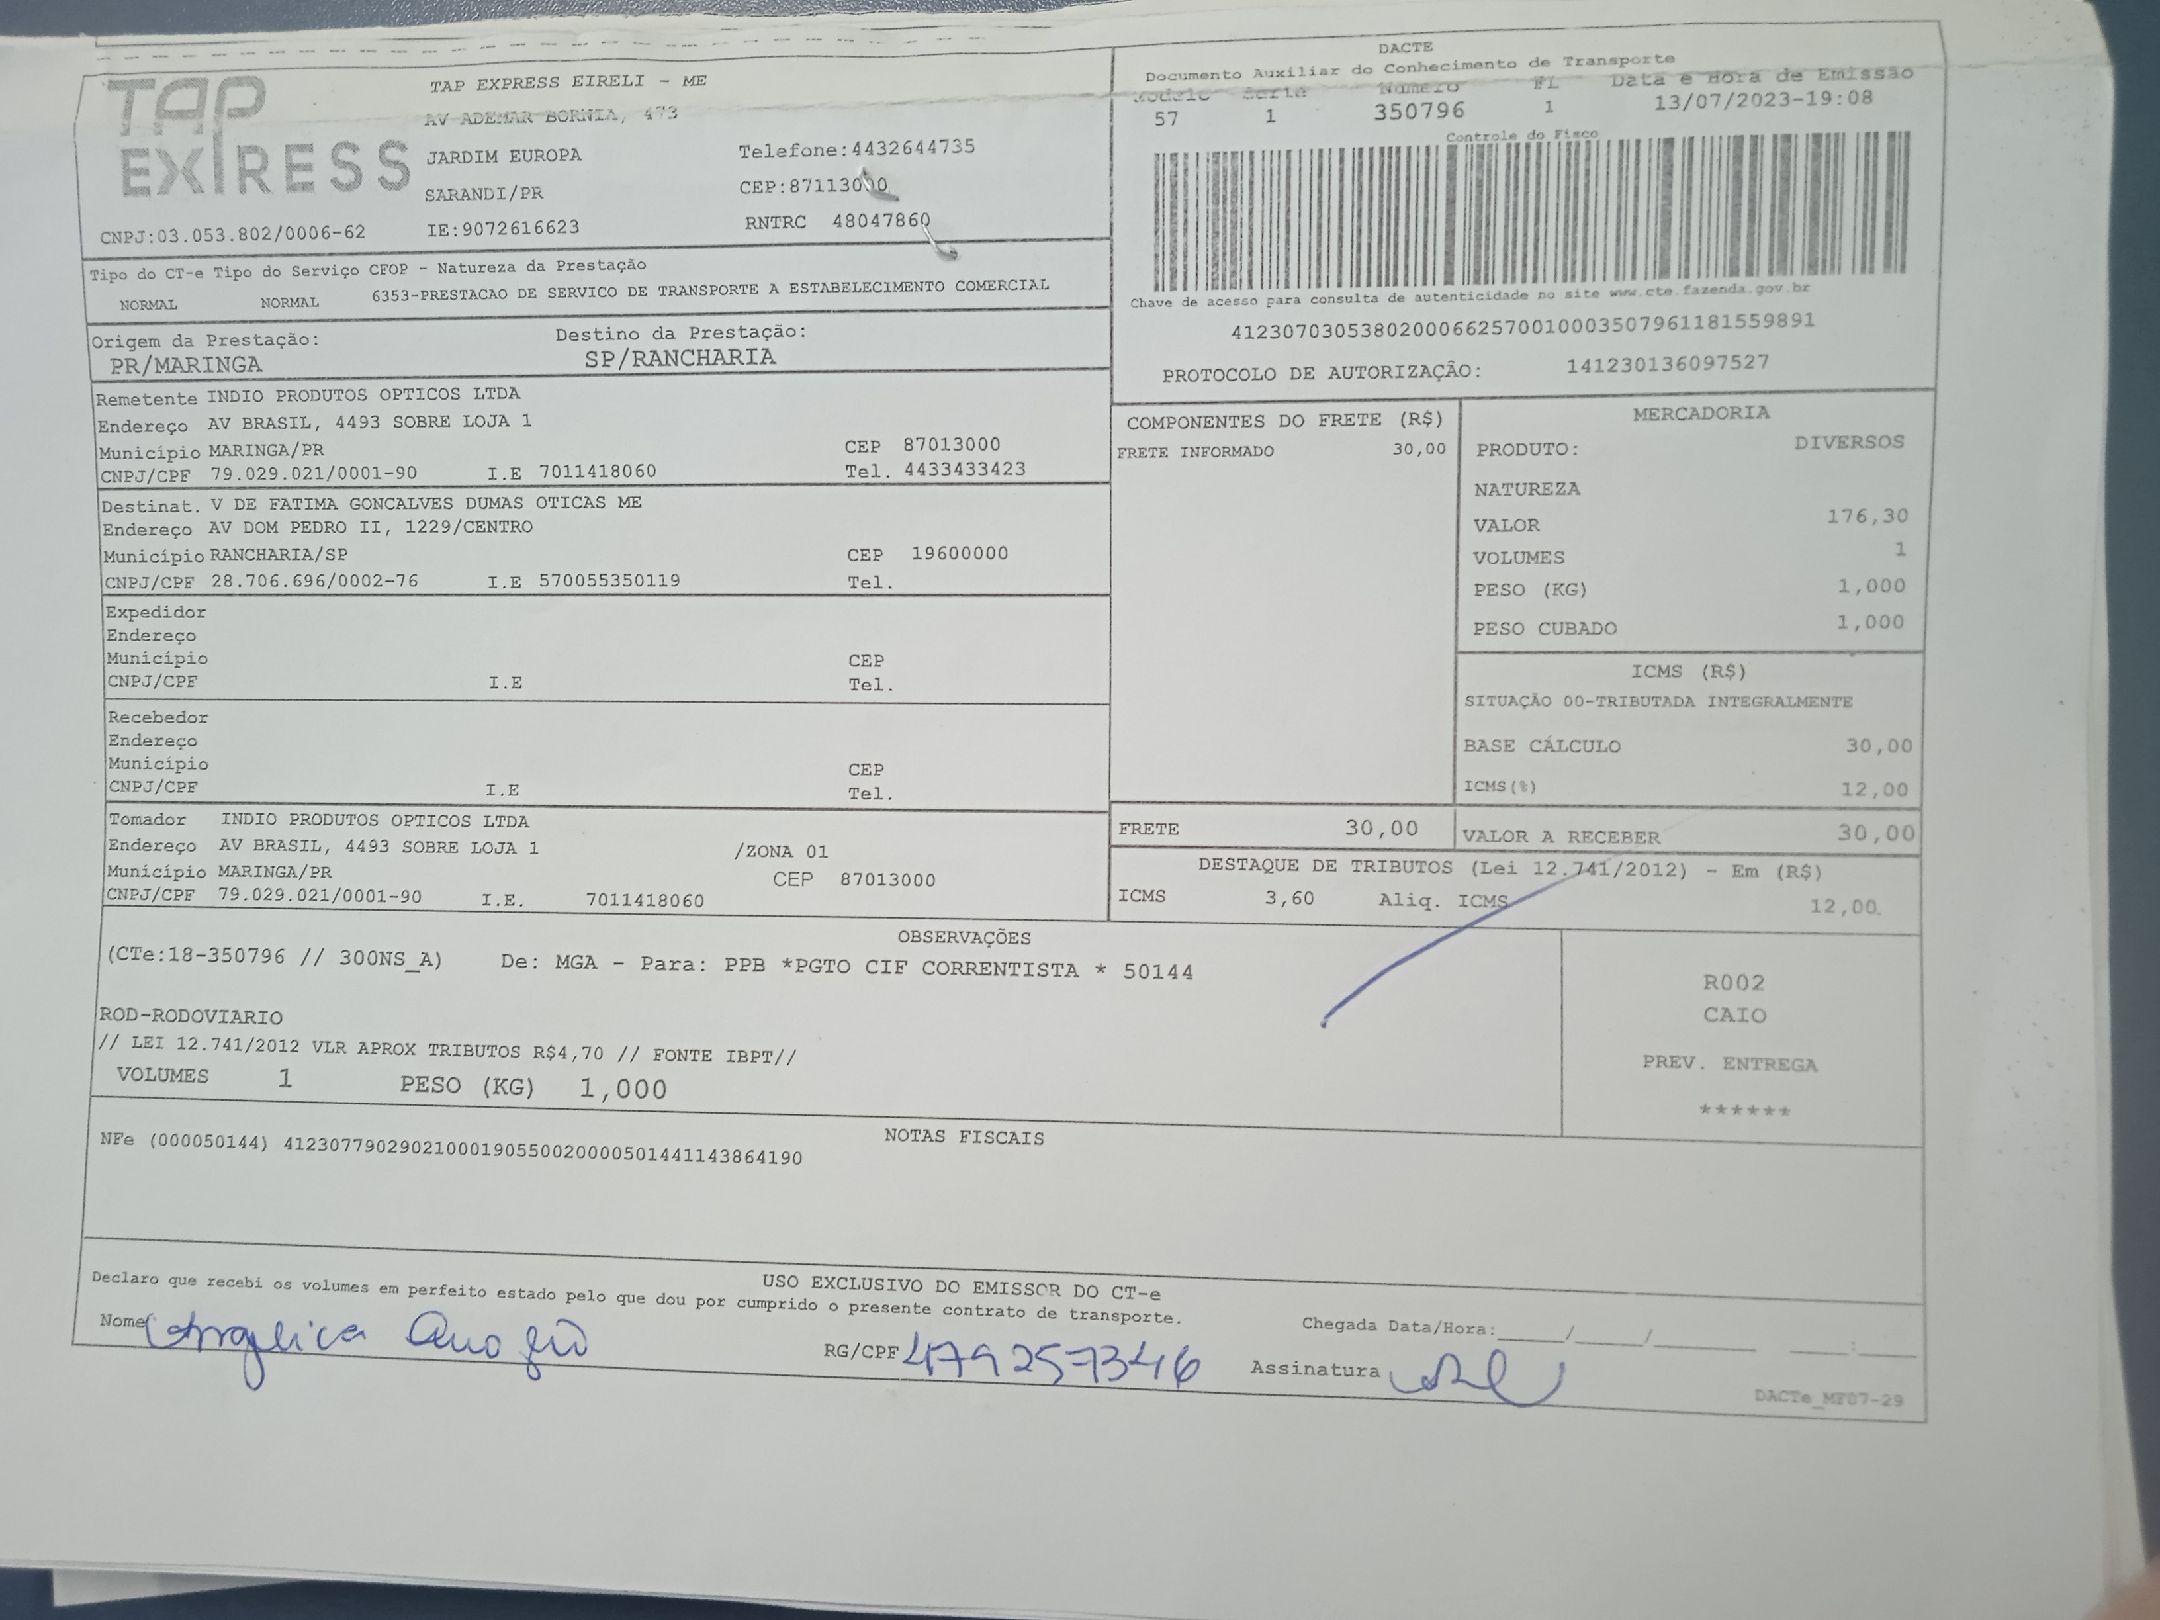 TAP
EXPRESS
TAP EXPRESS EIRELI - ME
AV ADEMAR BORNIA, 473
JARDIM EUROPA Telefone:4432644735
SARANDI/PR CEP:87113000
CNPJ:03.053.802/0006-62 IE:9072616623 RNTRC 48047860
DACTE
Documento Auxiliar do Conhecimento de Transporte
Modelo Serie Número FL Data e Hora de Emissão
57 1 350796 1 13/07/2023-19:08
Controle do Fisco
Chave de acesso para consulta de autenticidade no site www.cte.fazenda.gov.br
41230703053802000662570010003507961181559891
PROTOCOLO DE AUTORIZAÇÃO: 141230136097527
Tipo do CT-e Tipo do Serviço CFOP - Natureza da Prestação
NORMAL NORMAL 6353-PRESTACAO DE SERVICO DE TRANSPORTE A ESTABELECIMENTO COMERCIAL
Origem da Prestação: Destino da Prestação:
PR/MARINGA SP/RANCHARIA
Remetente INDIO PRODUTOS OPTICOS LTDA
Endereço AV BRASIL, 4493 SOBRE LOJA 1
Município MARINGA/PR CEP 87013000
CNPJ/CPF 79.029.021/0001-90 I.E 7011418060 Tel. 4433433423
Destinat. V DE FATIMA GONCALVES DUMAS OTICAS ME
Endereço AV DOM PEDRO II, 1229/CENTRO
Município RANCHARIA/SP CEP 19600000
CNPJ/CPF 28.706.696/0002-76 I.E 570055350119 Tel.
Expedidor
Endereço
Município CEP
CNPJ/CPF I.E Tel.
Recebedor
Endereço
Município CEP
CNPJ/CPF I.E Tel.
Tomador INDIO PRODUTOS OPTICOS LTDA
Endereço AV BRASIL, 4493 SOBRE LOJA 1 /ZONA 01
Município MARINGA/PR CEP 87013000
CNPJ/CPF 79.029.021/0001-90 I.E. 7011418060
COMPONENTES DO FRETE (R$)
FRETE INFORMADO 30,00
MERCADORIA
PRODUTO: DIVERSOS
NATUREZA
VALOR 176,30
VOLUMES 1
PESO (KG) 1,000
PESO CUBADO 1,000
ICMS (R$)
SITUAÇÃO 00-TRIBUTADA INTEGRALMENTE
BASE CÁLCULO 30,00
ICMS(%) 12,00
FRETE 30,00 VALOR A RECEBER 30,00
DESTAQUE DE TRIBUTOS (Lei 12.741/2012) - Em (R$)
ICMS 3,60 Aliq. ICMS 12,00
OBSERVAÇÕES
(CTe:18-350796 // 300NS_A) De: MGA - Para: PPB *PGTO CIF CORRENTISTA * 50144
ROD-RODOVIARIO
// LEI 12.741/2012 VLR APROX TRIBUTOS R$4,70 // FONTE IBPT//
VOLUMES 1 PESO (KG) 1,000
R002
CAIO
PREV. ENTREGA
******
NOTAS FISCAIS
NFe (000050144) 41230779029021000190550020000501441143864190
USO EXCLUSIVO DO EMISSOR DO CT-e
Declaro que recebi os volumes em perfeito estado pelo que dou por cumprido o presente contrato de transporte.
Nome Angelica RG/CPF 479257346 Assinatura
Chegada Data/Hora:_____/_____/________ ____:____
DACTe_MF07-29